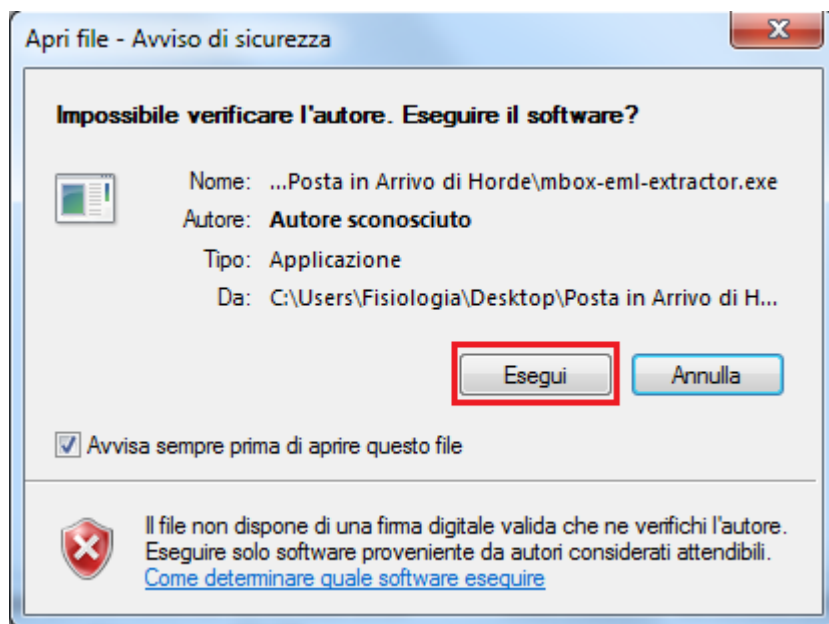 Apri file - Avviso di sicurezza
Impossibile verificare l'autore. Eseguire il software?
Nome: ...Posta in Arrivo di Horde\mbox-eml-extractor.exe
Autore: Autore sconosciuto
Tipo: Applicazione
Da: C:\Users\Fisiologia\Desktop\Posta in Arrivo di H...
Esegui Annulla
Avvisa sempre prima di aprire questo file
Il file non dispone di una firma digitale valida che ne verifichi l'autore.
Eseguire solo software proveniente da autori considerati attendibili.
Come determinare quale software eseguire